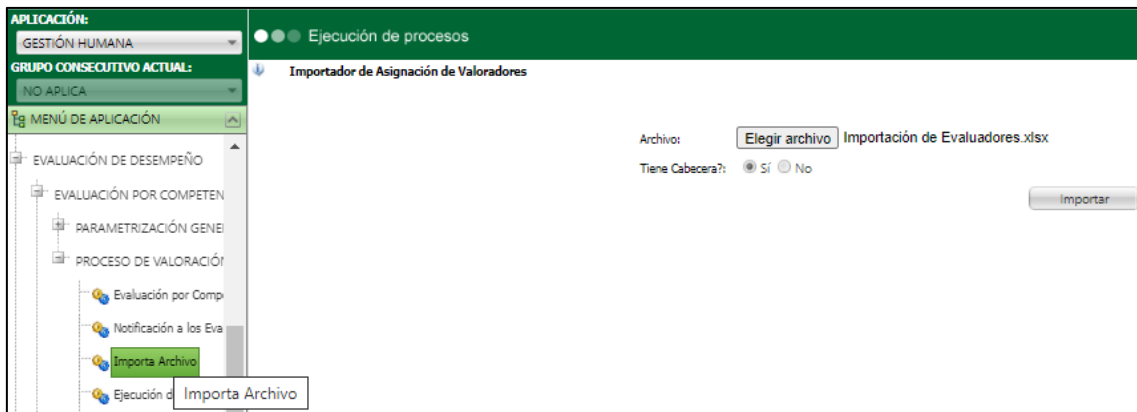 APLICACIÓN:
GESTIÓN HUMANA
GRUPO CONSECUTIVO ACTUAL:
NO APLICA
MENÚ DE APLICACIÓN
EVALUACIÓN DE DESEMPEÑO
EVALUACIÓN POR COMPETEN
PARAMETRIZACIÓN GENE
PROCESO DE VALORACIÓN
Evaluación por Comp
Notificación a los Eva
Importa Archivo
Ejecución d
Importa Archivo
Ejecución de procesos
Importador de Asignación de Valoradores
Archivo: Elegir archivo Importación de Evaluadores.xlsx
Tiene Cabecera?: Sí No
Importar